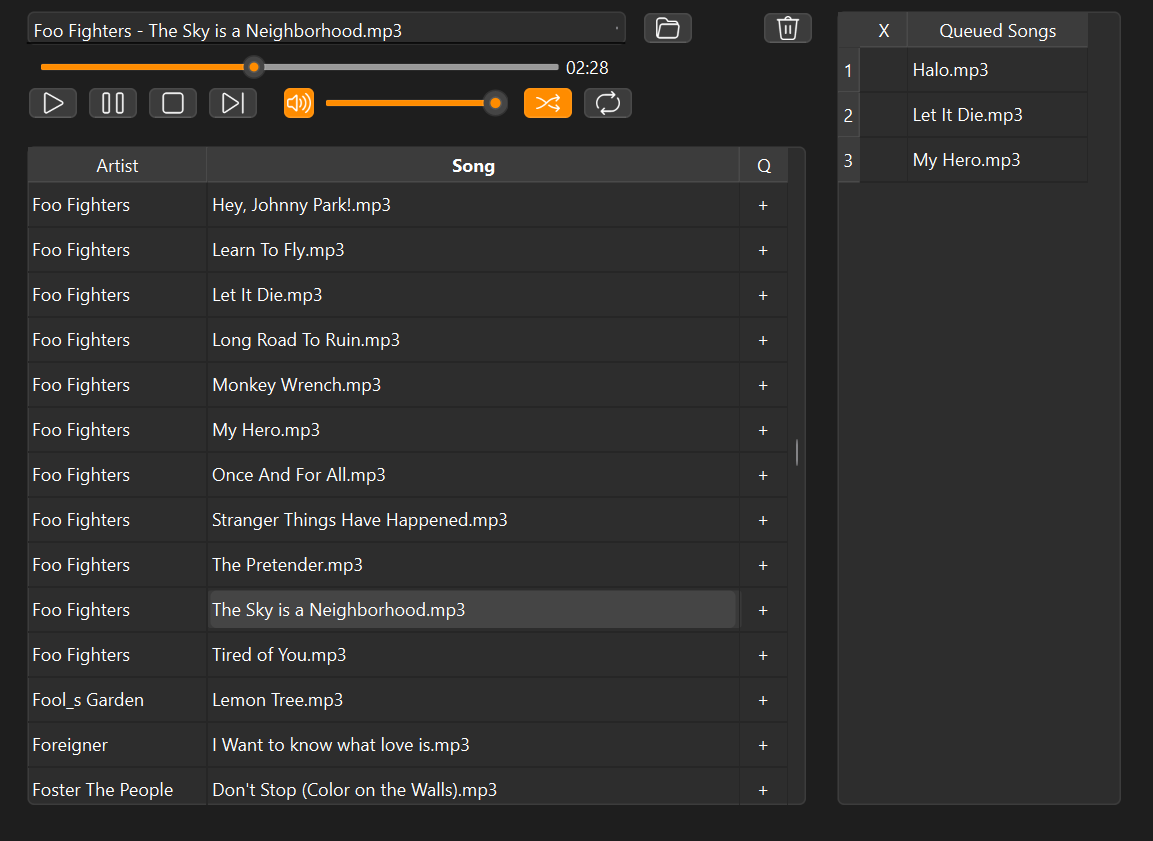 Foo Fighters - The Sky is a Neighborhood.mp3
02:28
Artist Song Q
Foo Fighters Hey, Johnny Park!.mp3 +
Foo Fighters Learn To Fly.mp3 +
Foo Fighters Let It Die.mp3 +
Foo Fighters Long Road To Ruin.mp3 +
Foo Fighters Monkey Wrench.mp3 +
Foo Fighters My Hero.mp3 +
Foo Fighters Once And For All.mp3 +
Foo Fighters Stranger Things Have Happened.mp3 +
Foo Fighters The Pretender.mp3 +
Foo Fighters The Sky is a Neighborhood.mp3 +
Foo Fighters Tired of You.mp3 +
Fool_s Garden Lemon Tree.mp3 +
Foreigner I Want to know what love is.mp3 +
Foster The People Don't Stop (Color on the Walls).mp3 +
X Queued Songs
1 Halo.mp3
2 Let It Die.mp3
3 My Hero.mp3